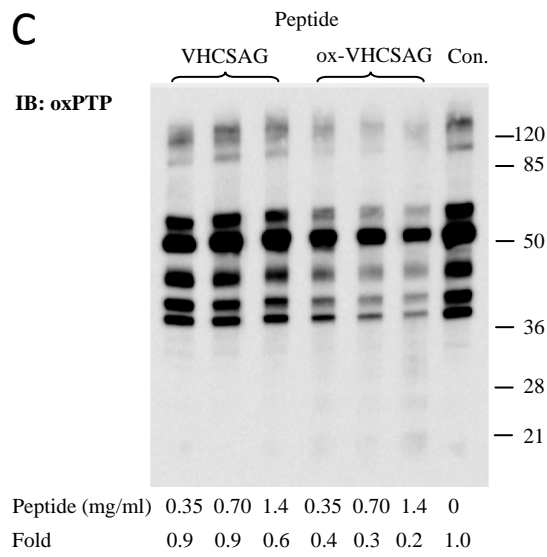 C
Peptide
VHCSAG ox-VHCSAG Con.
IB: oxPTP
120
85
50
36
28
21
Peptide (mg/ml) 0.35 0.70 1.4 0.35 0.70 1.4 0
Fold 0.9 0.9 0.6 0.4 0.3 0.2 1.0